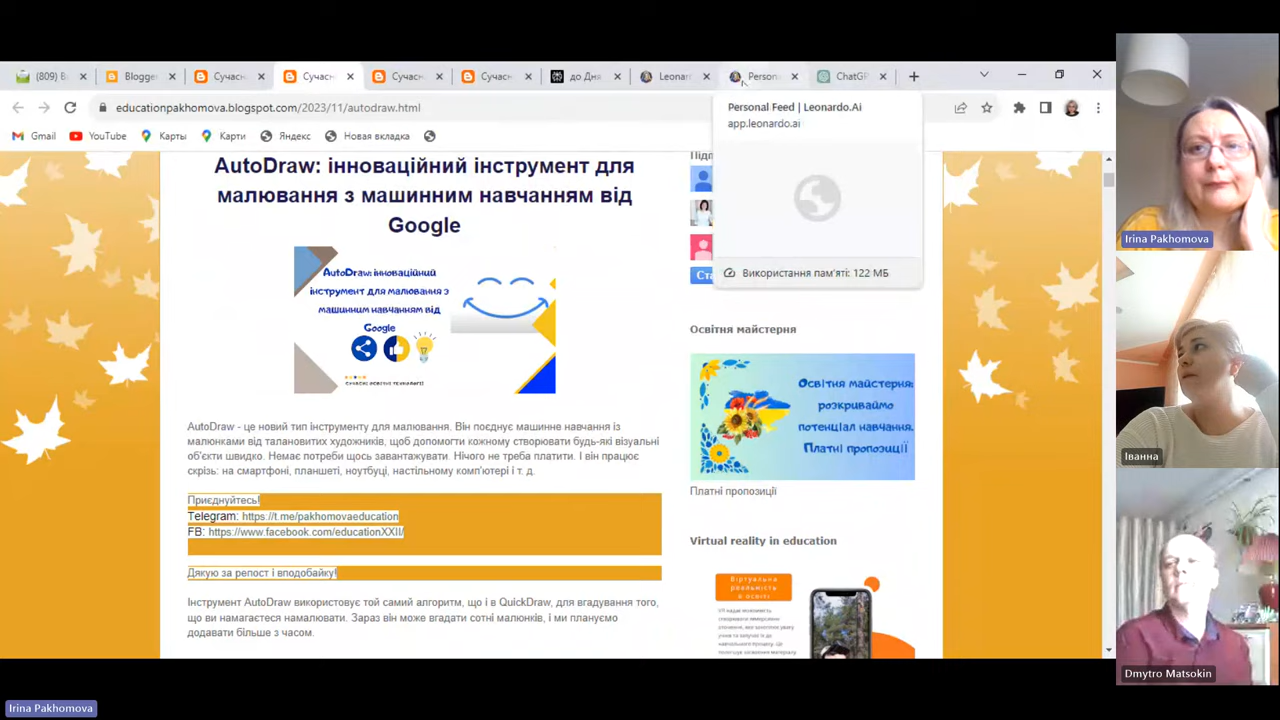 (809) В
Blogge
Сучасн
Сучасн
Сучасн
Сучасн
до Дня
Leonar
Person
ChatGP
educationpakhomova.blogspot.com/2023/11/autodraw.html
Gmail
YouTube
Карты
Карти
Яндекс
Новая вкладка
Personal Feed | Leonardo.Ai
app.leonardo.ai
Використання пам'яті: 122 МБ
AutoDraw: інноваційний інструмент для
малювання з машинним навчанням від
Google
AutoDraw: інноваційний
інструмент для малювання з
машинним навчанням від
Google
СУЧАСНІ ОСВІТНІ ТЕХНОЛОГІЇ
AutoDraw - це новий тип інструменту для малювання. Він поєднує машинне навчання із
малюнками від талановитих художників, щоб допомогти кожному створювати будь-які візуальні
об'єкти швидко. Немає потреби щось завантажувати. Нічого не треба платити. І він працює
скрізь: на смартфоні, планшеті, ноутбуці, настільному комп'ютері і т. д.
Приєднуйтесь!
Telegram: https://t.me/pakhomovaeducation
FB: https://www.facebook.com/educationXXII/
Дякую за репост і вподобайку!
Інструмент AutoDraw використовує той самий алгоритм, що і в QuickDraw, для вгадування того,
що ви намагаєтеся намалювати. Зараз він може вгадати сотні малюнків, і ми плануємо
додавати більше з часом.
Підп
Ста
Освітня майстерня
Освітня майстерня:
розкриваймо
потенціал навчання.
Платні пропозиції
Платні пропозиції
Virtual reality in education
Віртуальна
реальність
в освіті
Irina Pakhomova
Іванна
Dmytro Matsokin
Irina Pakhomova